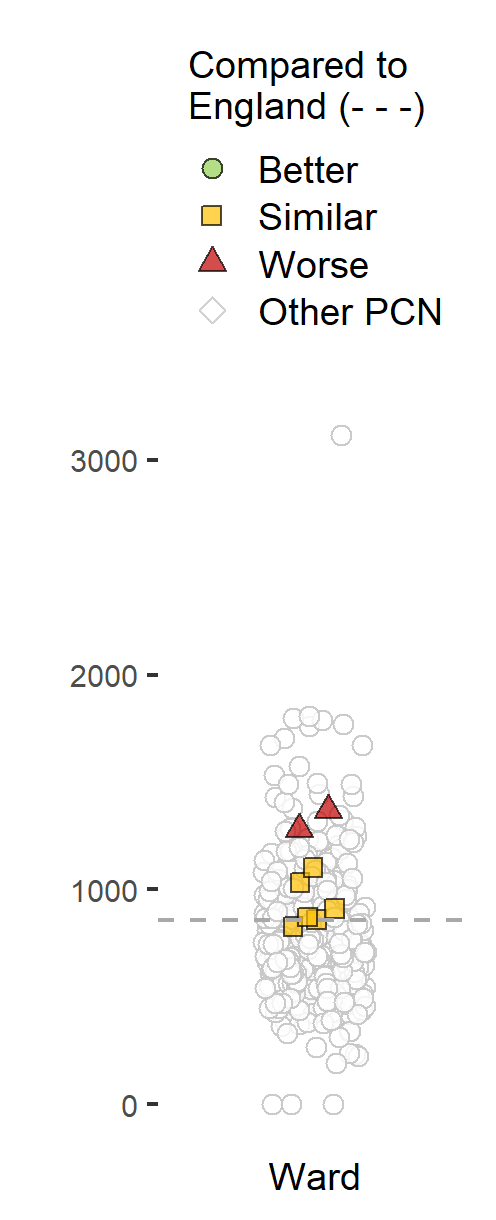 Compared to
England (- - -)
Better
Similar
Worse
Other PCN
3000
2000
1000
0
Ward